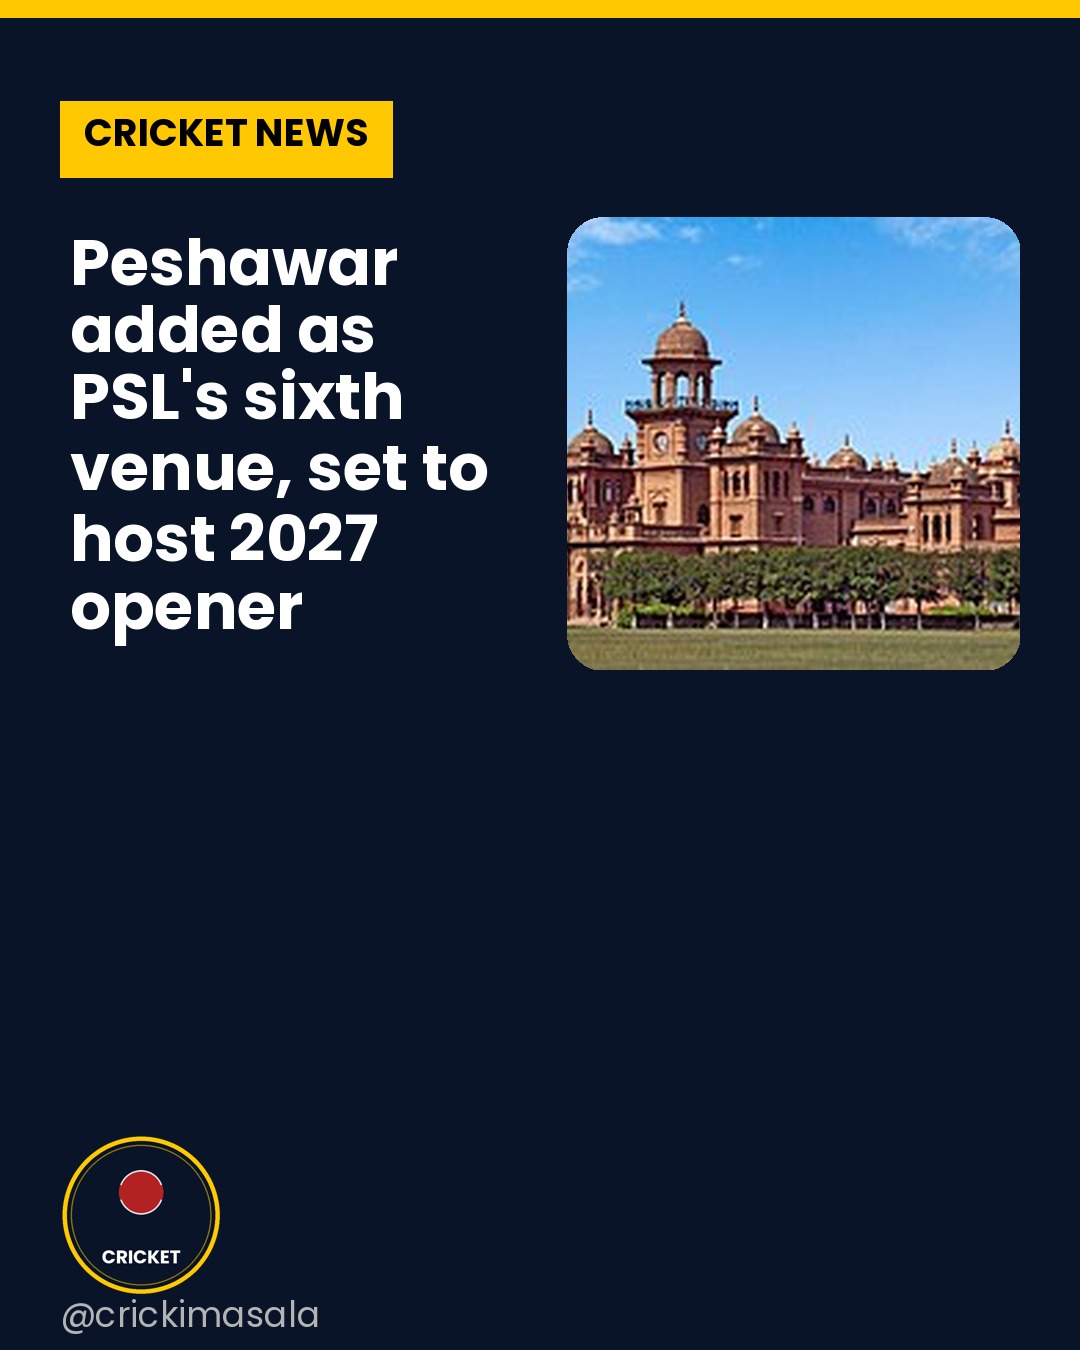 CRICKET NEWS
Peshawar
added as
PSL's sixth
venue, set to
host 2027
opener
CRICKET
@crickimasala